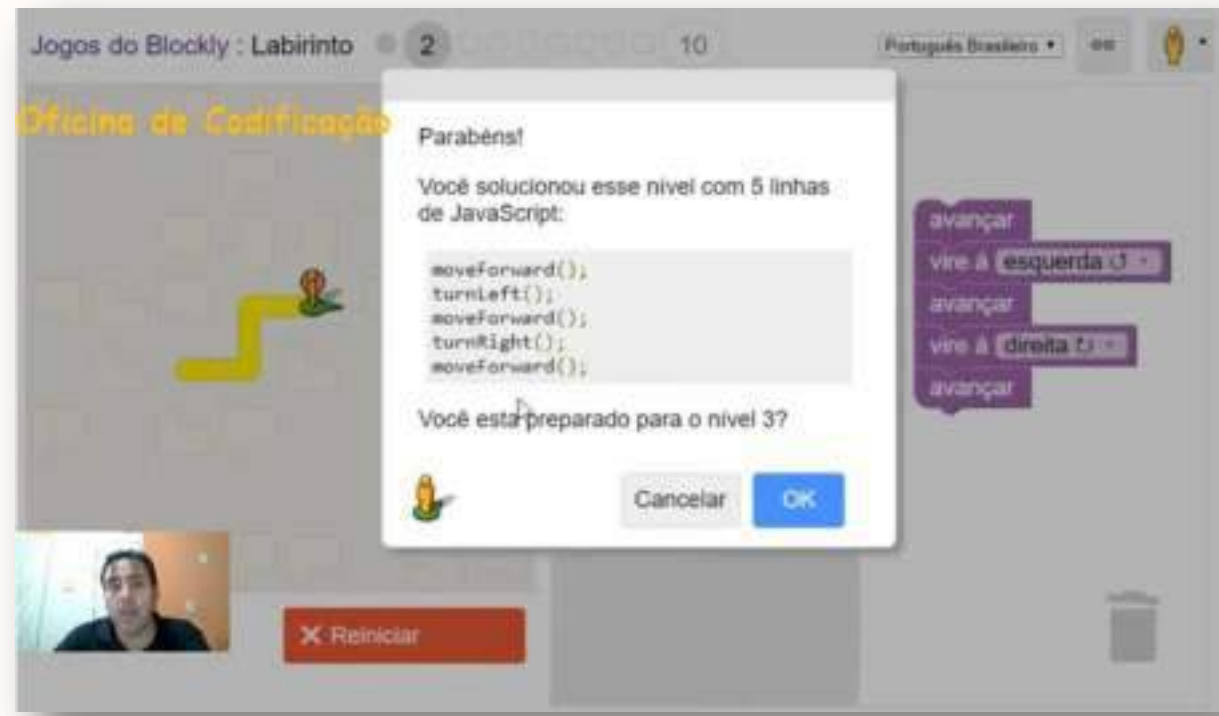 Jogos do Blockly : Labirinto 2 10 Português Brasileiro
Oficina de Codificação
Parabéns!
Você solucionou esse nível com 5 linhas
de JavaScript:
moveForward();
turnLeft();
moveForward();
turnRight();
moveForward();
Você esta preparado para o nível 3?
Cancelar OK
avançar
vire à esquerda ↺
avançar
vire à direita ↻
avançar
✕ Reiniciar